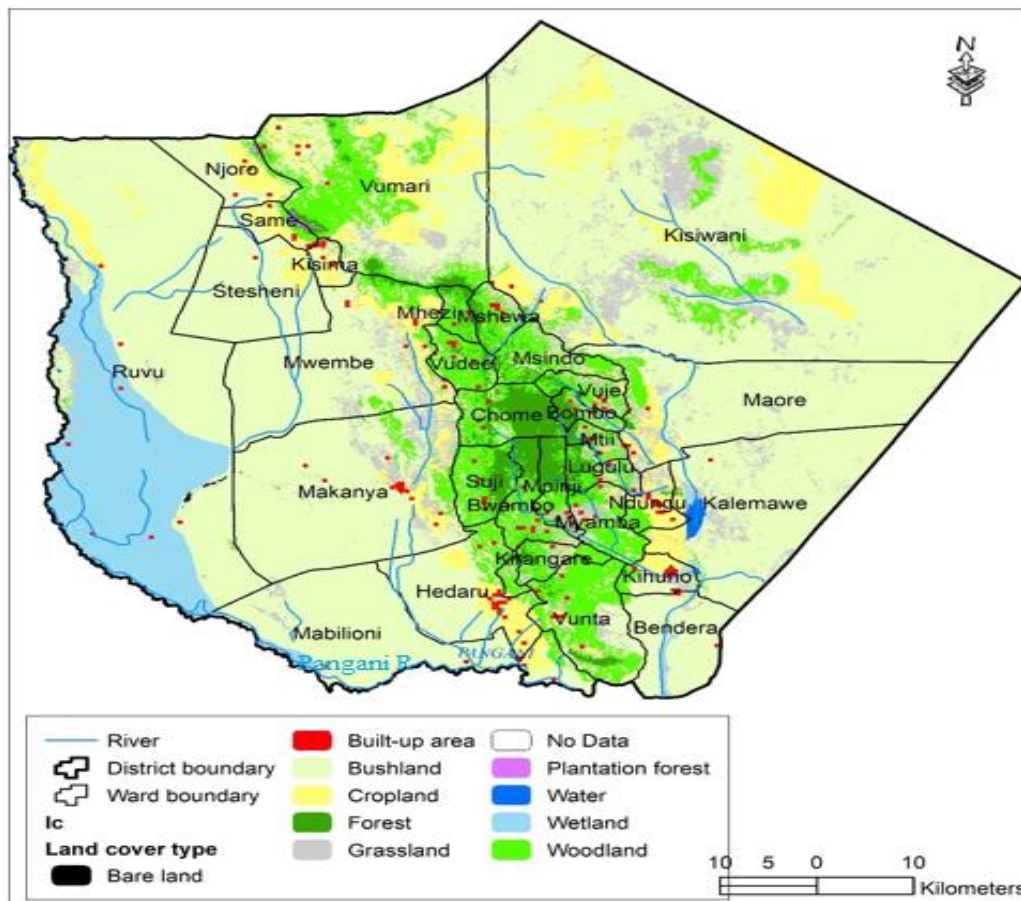 N
Njoro
Vumari
Same
Kisiwani
Kisima
Stesheni
Mhezi
Mshewa
Mwembe
Vudee
Msindo
Ruvu
Vuje
Maore
Chome
Bombo
Mtii
Lugulu
Suji
Mpinji
Makanya
Ndungu
Kalemawe
Bwambo
Myamba
Khangare
Kihuno
Hedaru
Vunta
Bendera
Mabilioni
PANGANI
Pangani R
River
District boundary
Ward boundary
lc
Land cover type
Bare land
Built-up area
Bushland
Cropland
Forest
Grassland
No Data
Plantation forest
Water
Wetland
Woodland
10 5 0 10
Kilometers